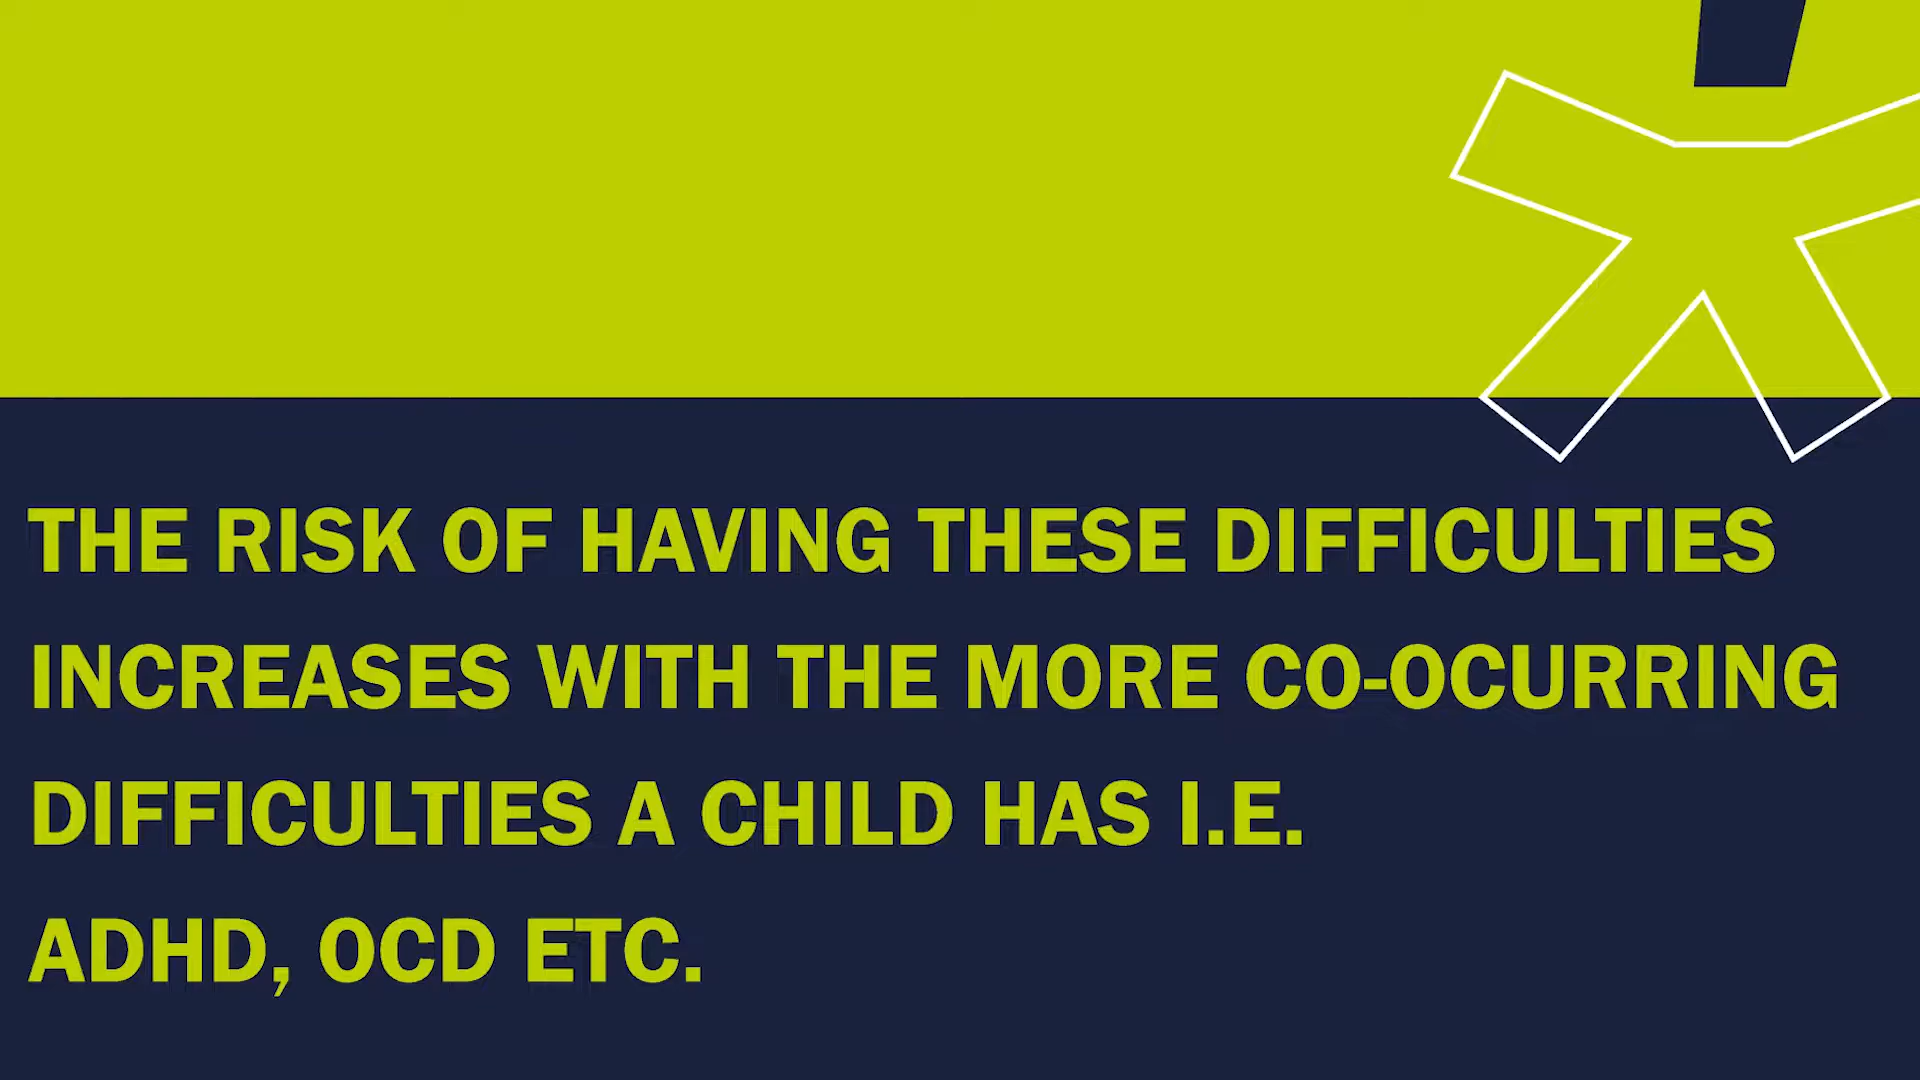 THE RISK OF HAVING THESE DIFFICULTIES
INCREASES WITH THE MORE CO-OCURRING
DIFFICULTIES A CHILD HAS I.E.
ADHD, OCD ETC.